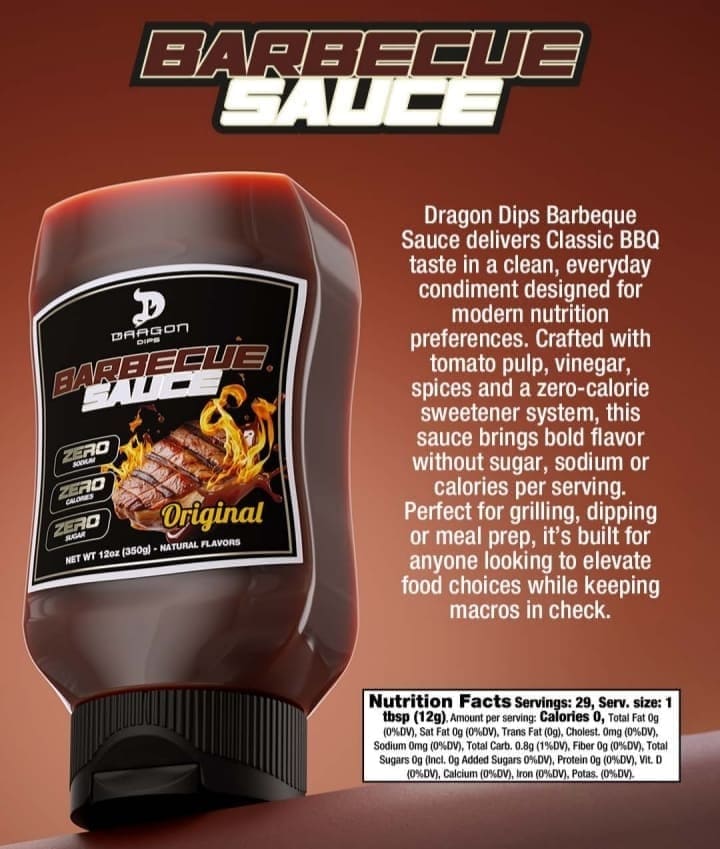 BARBECUE
SAUCE
Dragon Dips Barbeque
Sauce delivers Classic BBQ
taste in a clean, everyday
condiment designed for
modern nutrition
preferences. Crafted with
tomato pulp, vinegar,
spices and a zero-calorie
sweetener system, this
sauce brings bold flavor
without sugar, sodium or
calories per serving.
Perfect for grilling, dipping
or meal prep, it's built for
anyone looking to elevate
food choices while keeping
macros in check.
DRAGON
DIPS
BARBECUE
SAUCE
ZERO
SODIUM
ZERO
CALORIES
ZERO
SUGAR
Original
NET WT 12oz (350g) - NATURAL FLAVORS
Nutrition Facts Servings: 29, Serv. size: 1
tbsp (12g), Amount per serving: Calories 0, Total Fat 0g
(0%DV), Sat Fat 0g (0%DV), Trans Fat (0g), Cholest. 0mg (0%DV),
Sodium 0mg (0%DV), Total Carb. 0.8g (1%DV), Fiber 0g (0%DV), Total
Sugars 0g (Incl. 0g Added Sugars 0%DV), Protein 0g (0%DV), Vit. D
(0%DV), Calcium (0%DV), Iron (0%DV), Potas. (0%DV).